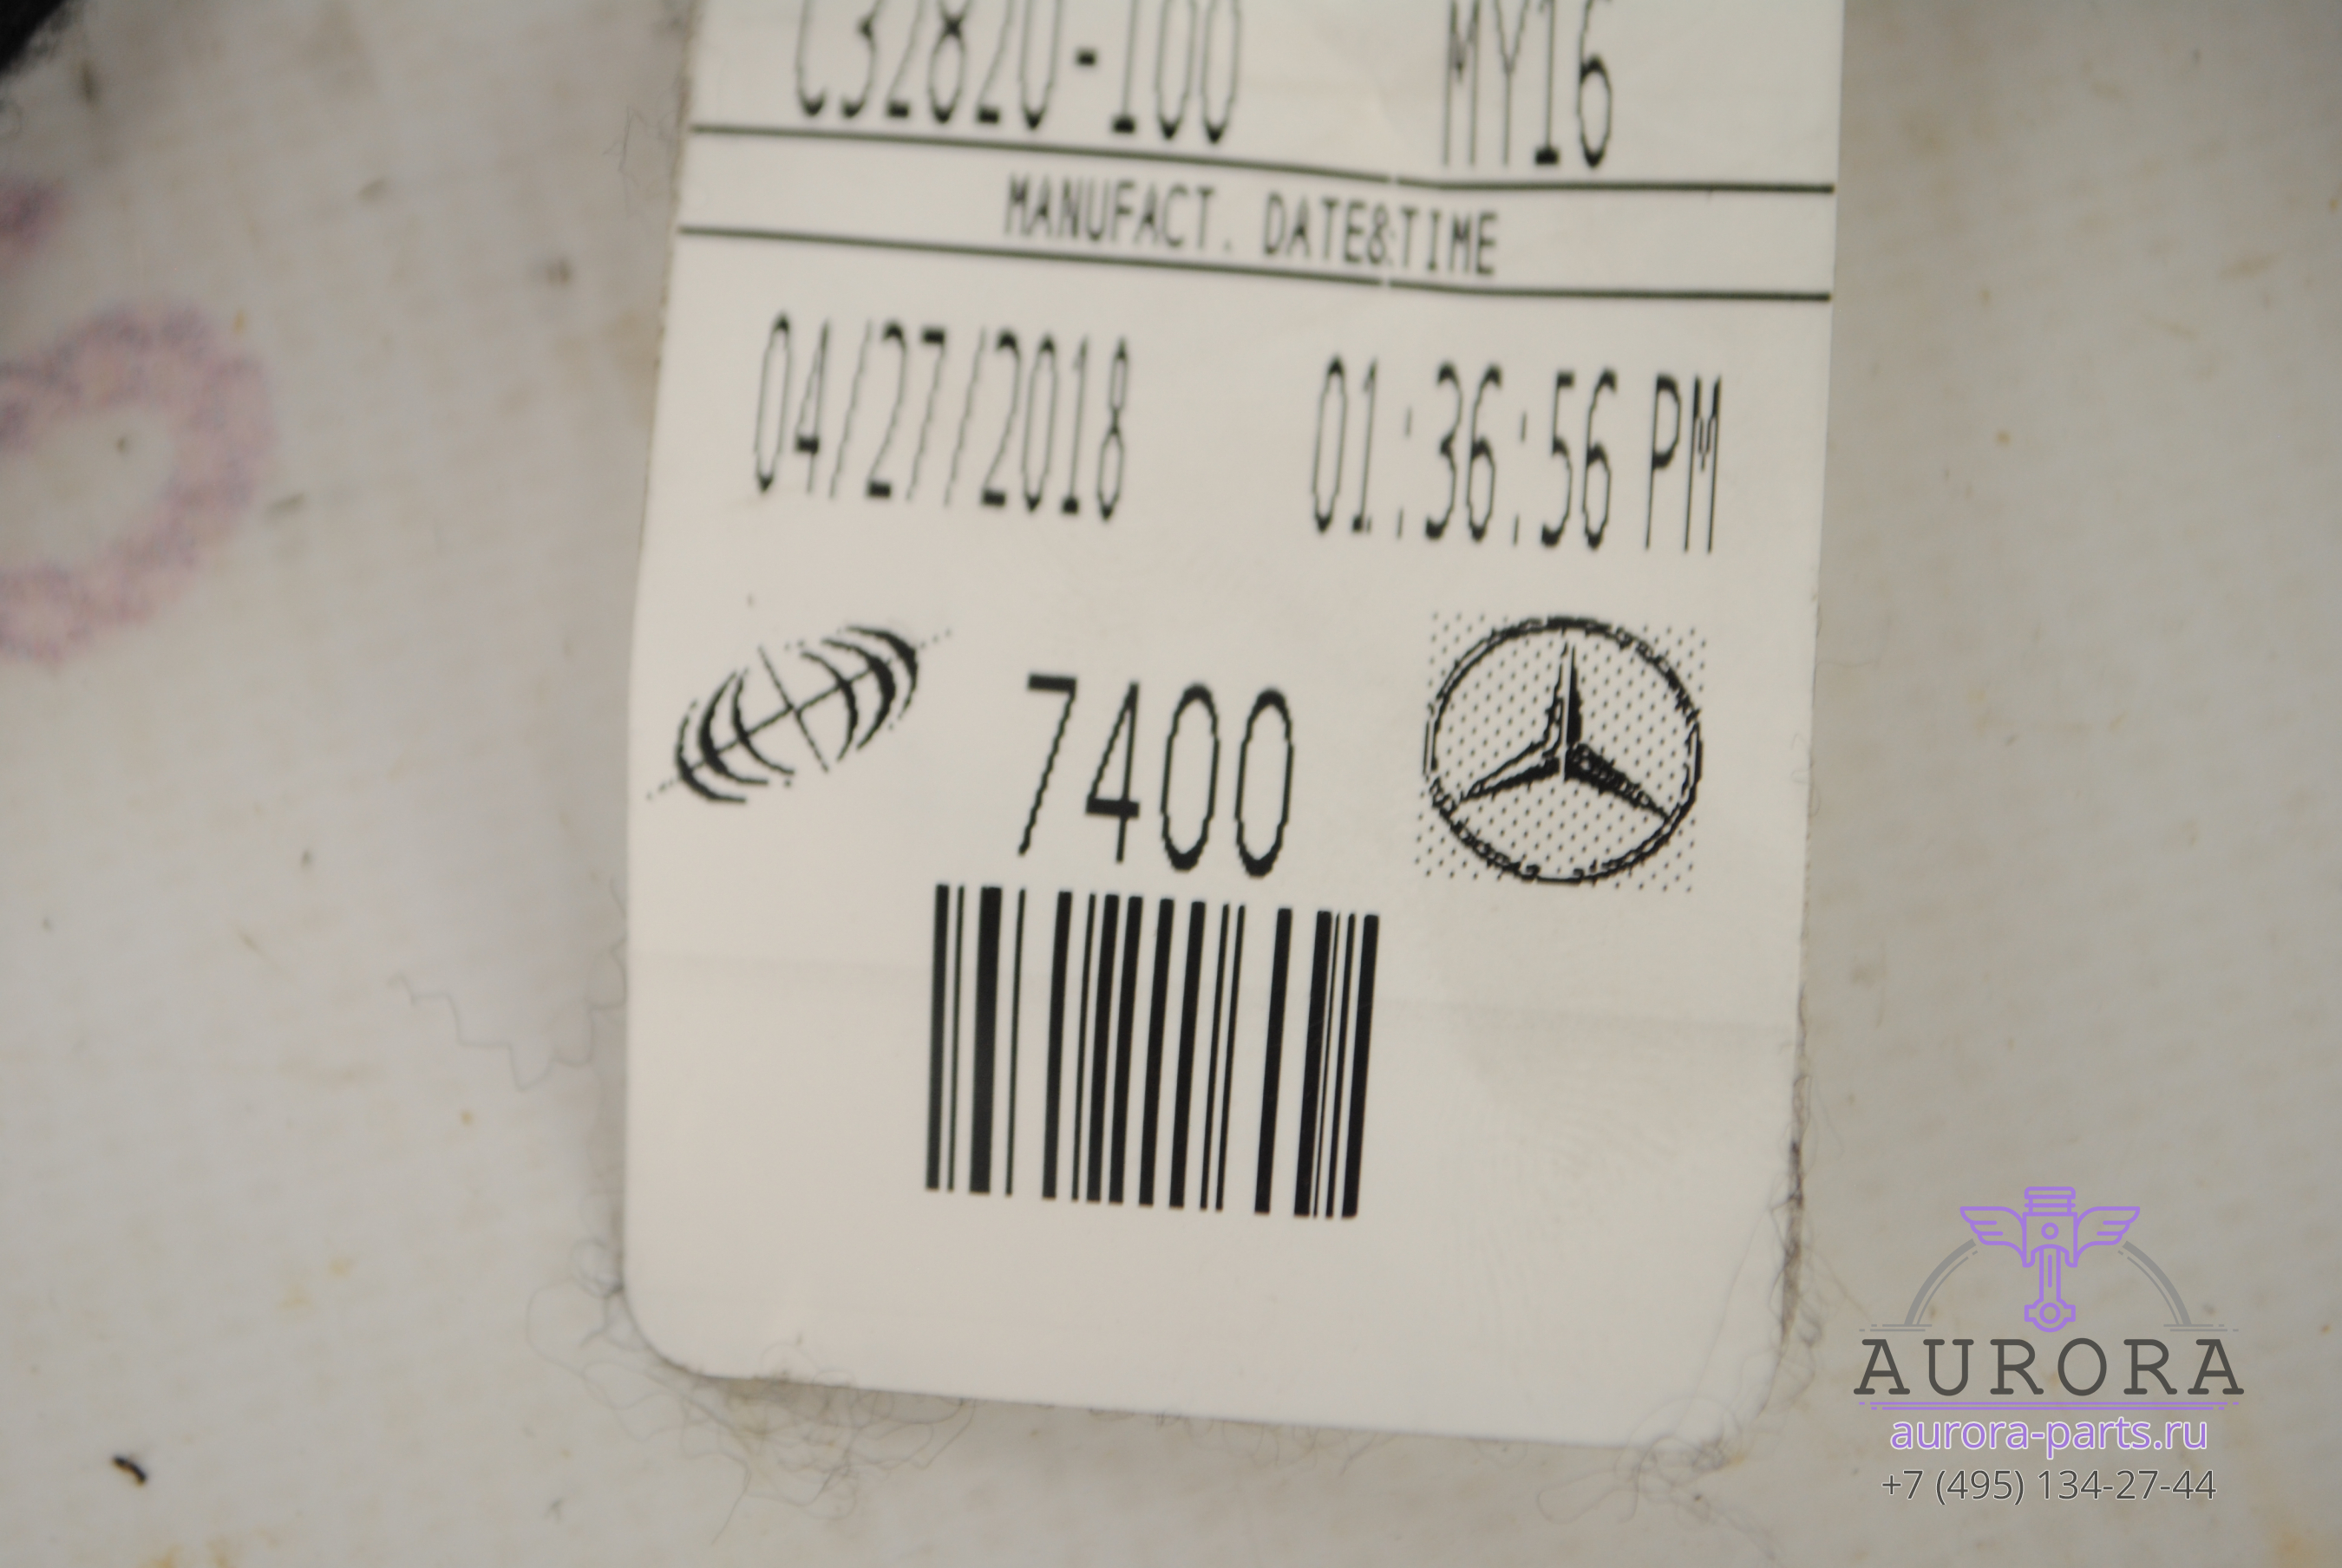 C32820-100 MY16
MANUFACT. DATE&TIME
04/27/2018 01:36:56 PM
7400
AURORA
aurora-parts.ru
+7 (495) 134-27-44